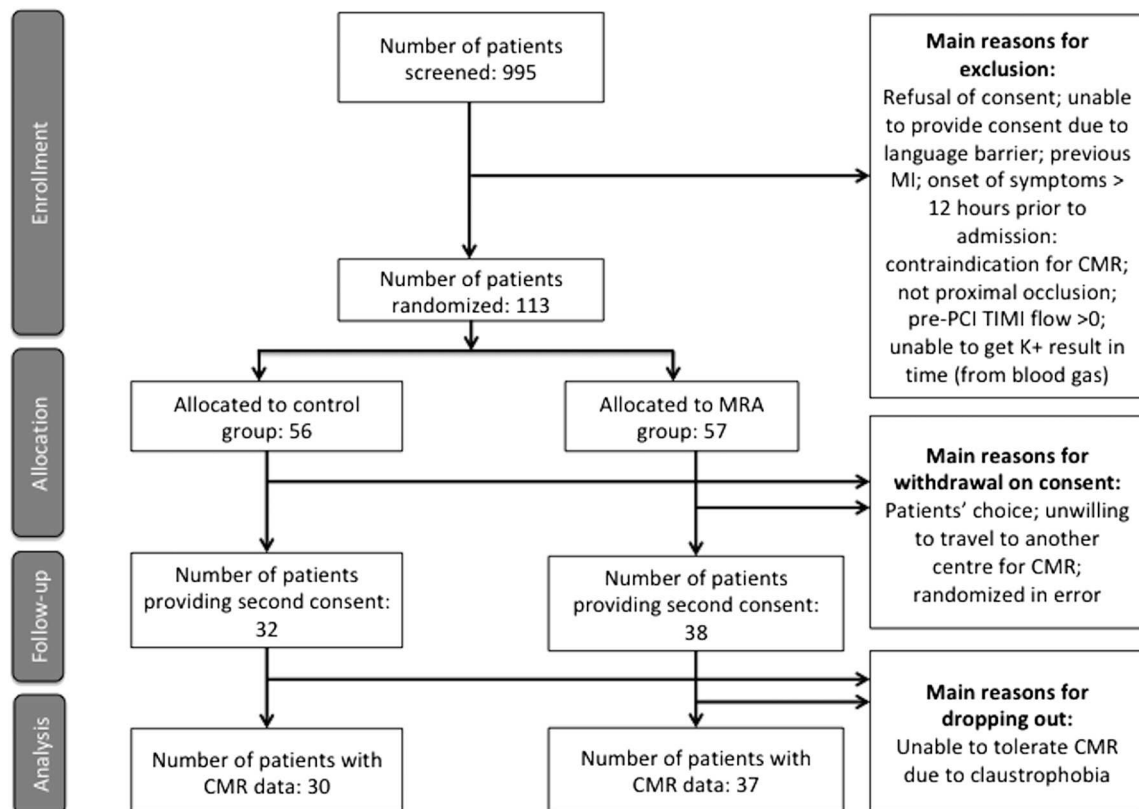 Enrollment
Number of patients
screened: 995
Main reasons for
exclusion:
Refusal of consent; unable
to provide consent due to
language barrier; previous
MI; onset of symptoms >
12 hours prior to
admission:
contraindication for CMR;
not proximal occlusion;
pre-PCI TIMI flow >0;
unable to get K+ result in
time (from blood gas)
Number of patients
randomized: 113
Allocation
Allocated to control
group: 56
Allocated to MRA
group: 57
Main reasons for
withdrawal on consent:
Patients’ choice; unwilling
to travel to another
centre for CMR;
randomized in error
Follow-up
Number of patients
providing second consent:
32
Number of patients
providing second consent:
38
Main reasons for
dropping out:
Unable to tolerate CMR
due to claustrophobia
Analysis
Number of patients with
CMR data: 30
Number of patients with
CMR data: 37